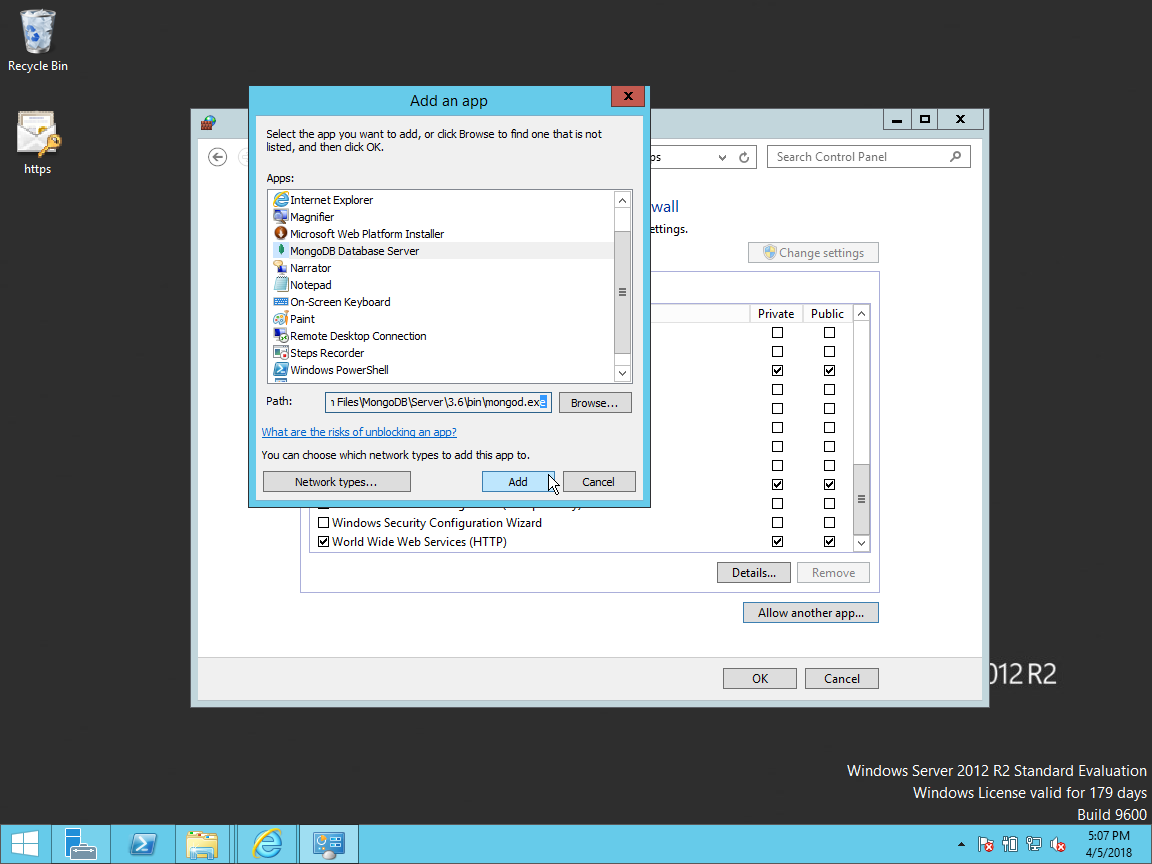 Recycle Bin
https
Add an app
Select the app you want to add, or click Browse to find one that is not
listed, and then click OK.
Apps:
Internet Explorer
Magnifier
Microsoft Web Platform Installer
MongoDB Database Server
Narrator
Notepad
On-Screen Keyboard
Paint
Remote Desktop Connection
Steps Recorder
Windows PowerShell
Path:
Files\MongoDB\Server\3.6\bin\mongod.exe
Browse...
What are the risks of unblocking an app?
You can choose which network types to add this app to.
Network types...
Add
Cancel
ps
Search Control Panel
wall
ettings.
Change settings
Private
Public
Windows Security Configuration Wizard
World Wide Web Services (HTTP)
Details...
Remove
Allow another app...
OK
Cancel
012 R2
Windows Server 2012 R2 Standard Evaluation
Windows License valid for 179 days
Build 9600
5:07 PM
4/5/2018